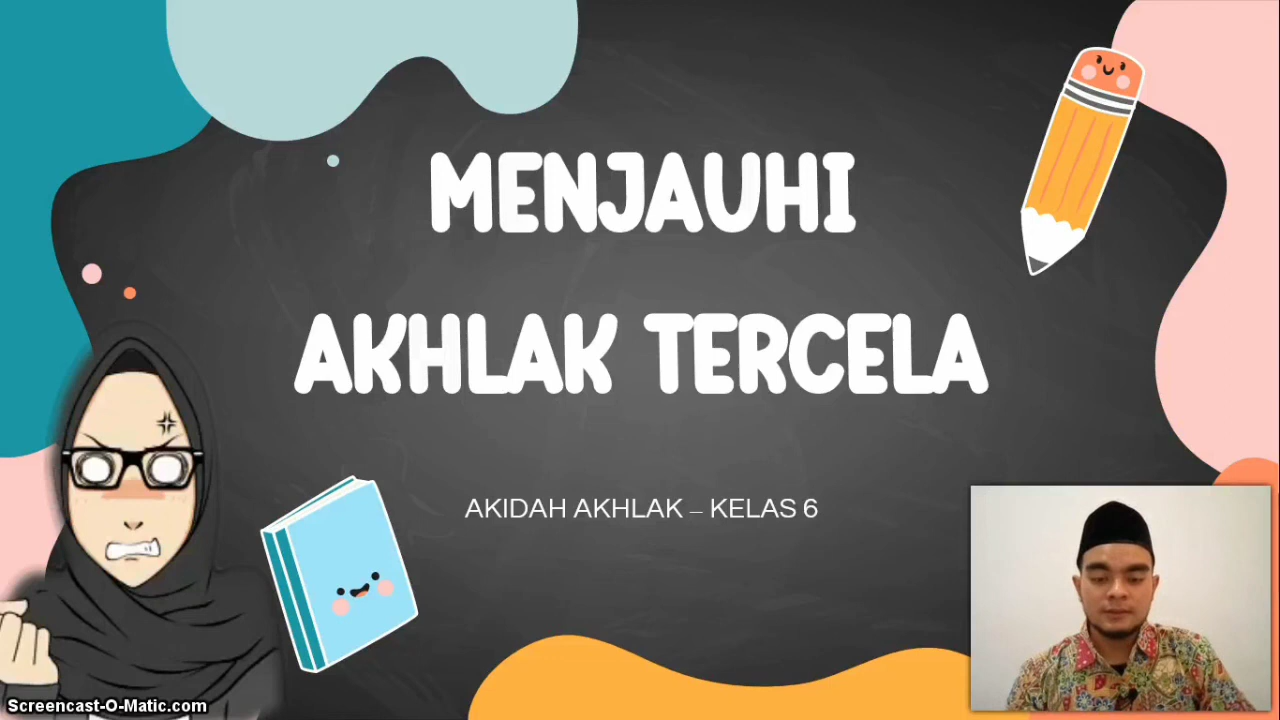 MENJAUHI
AKHLAK TERCELA
AKIDAH AKHLAK – KELAS 6
Screencast-O-Matic.com